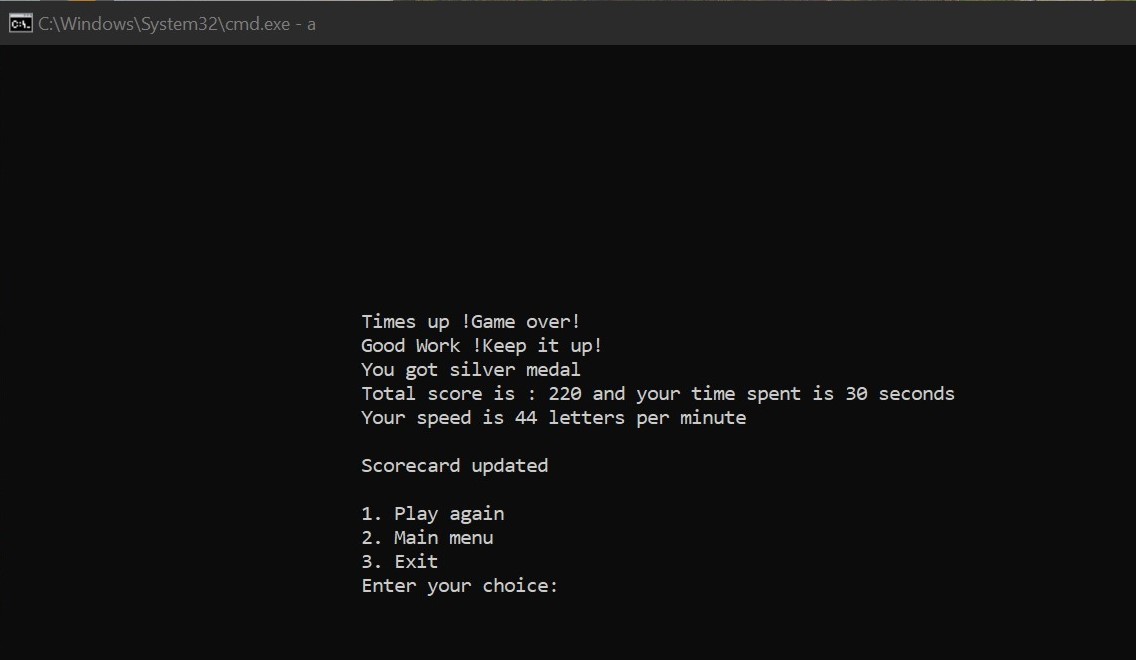 C:\Windows\System32\cmd.exe - a
Times up !Game over!
Good Work !Keep it up!
You got silver medal
Total score is : 220 and your time spent is 30 seconds
Your speed is 44 letters per minute
Scorecard updated
1. Play again
2. Main menu
3. Exit
Enter your choice: